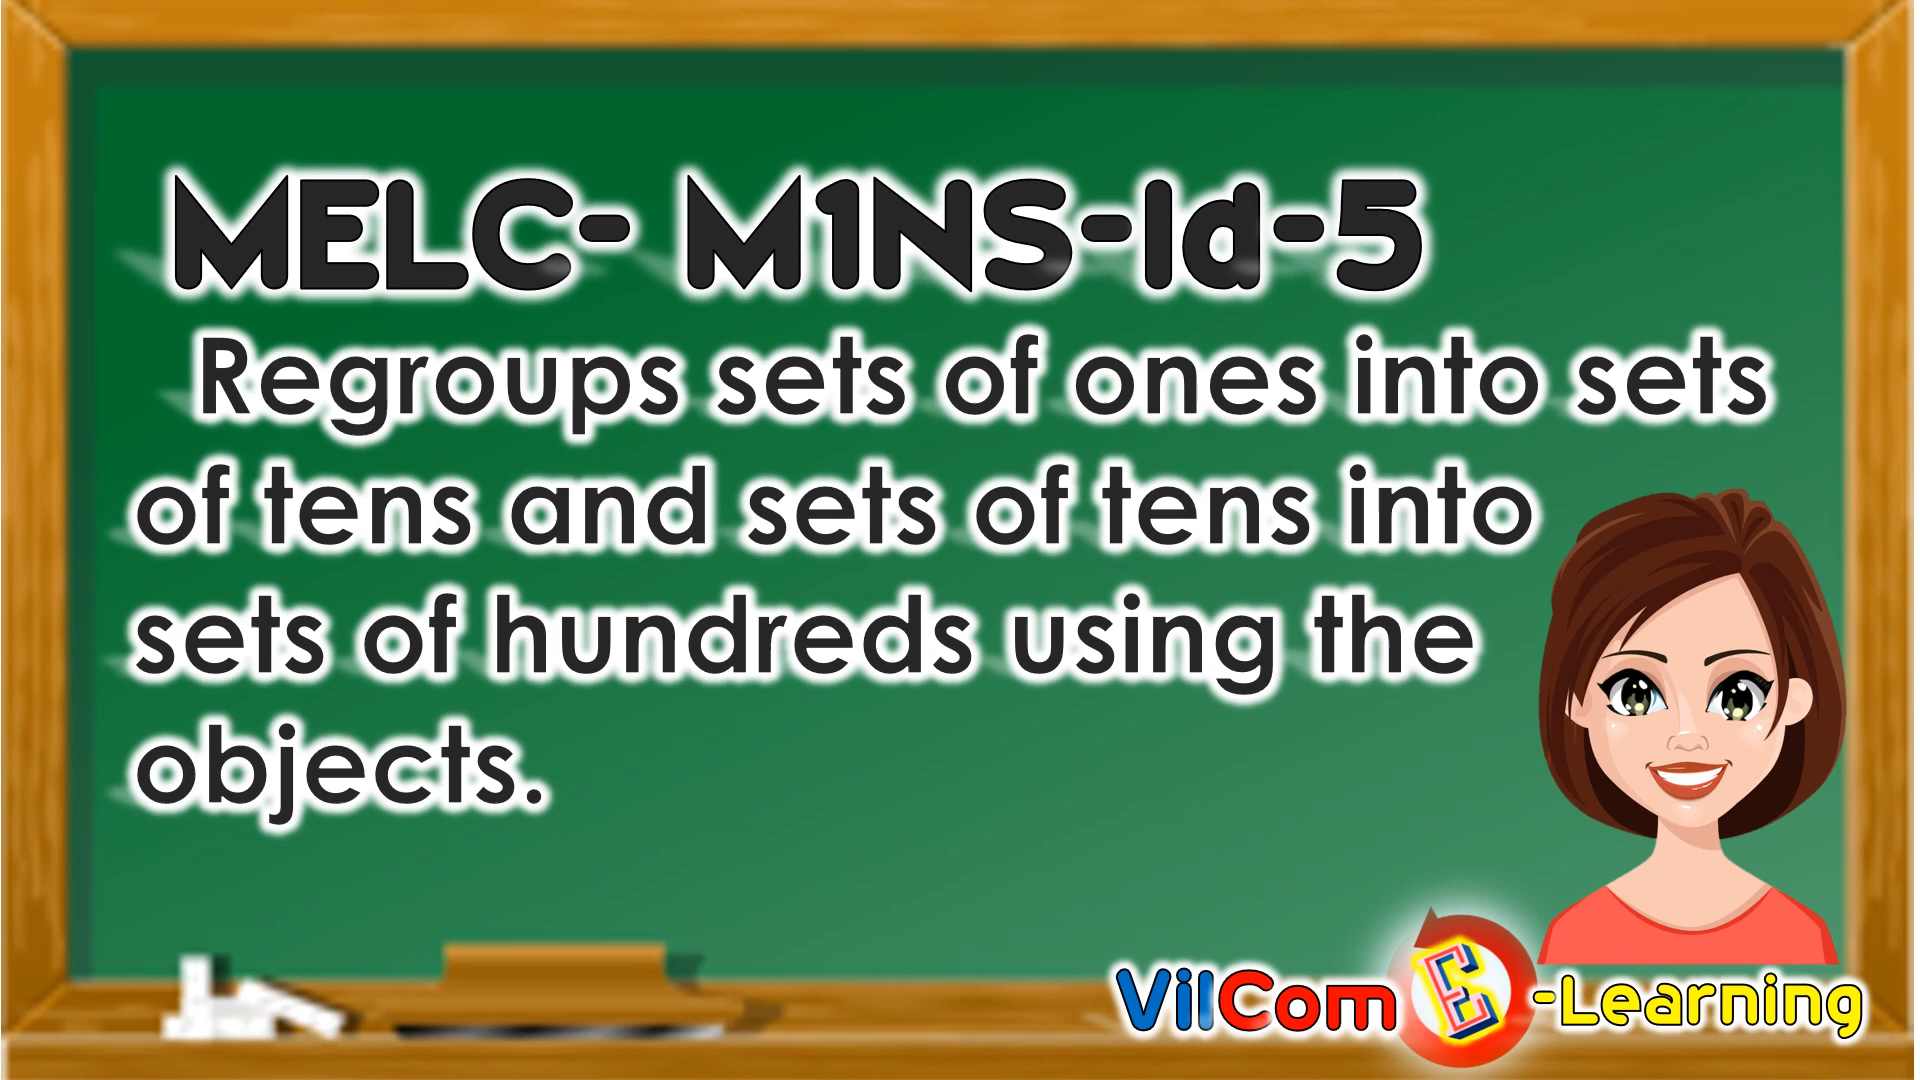 MELC- M1NS-Id-5
Regroups sets of ones into sets
of tens and sets of tens into
sets of hundreds using the
objects.
VilCom E-Learning